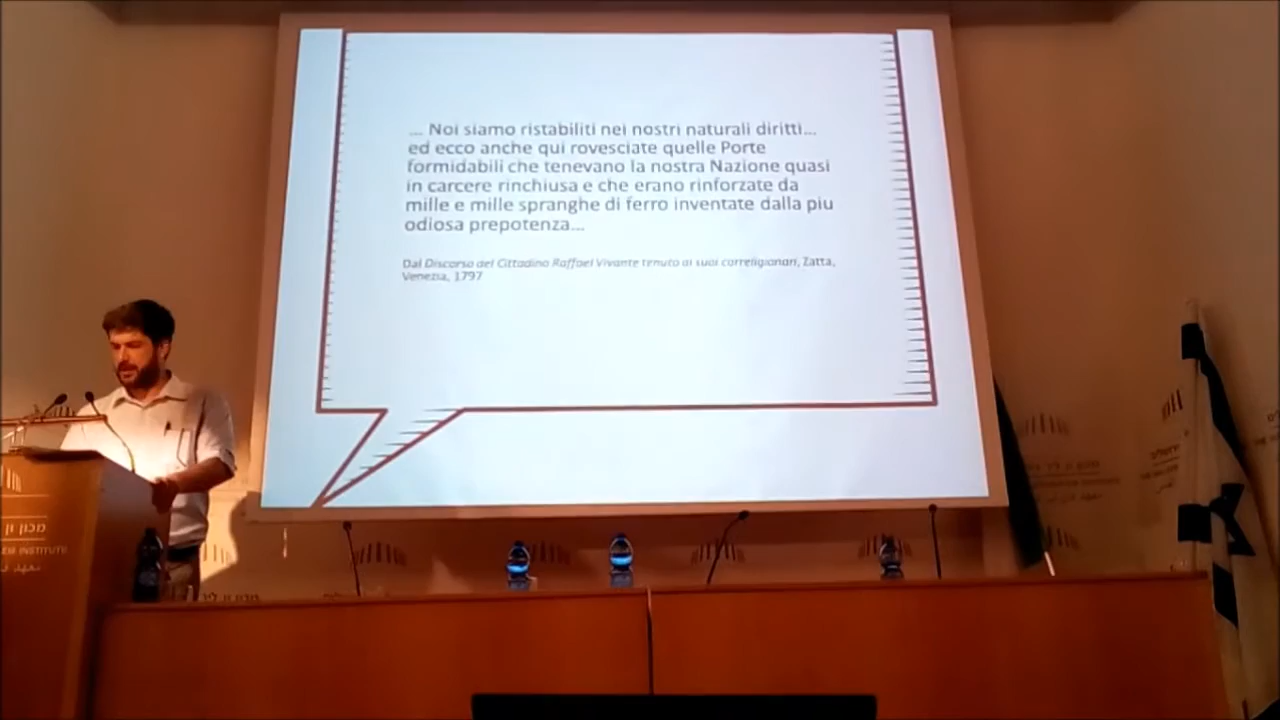 ... Noi siamo ristabiliti nei nostri naturali diritti...
ed ecco anche qui rovesciate quelle Porte
formidabili che tenevano la nostra Nazione quasi
in carcere rinchiusa e che erano rinforzate da
mille e mille spranghe di ferro inventate dalla piu
odiosa prepotenza...
Dal Discorso del Cittadino Raffael Vivante tenuto ai suoi correligionari, Zatta,
Venezia, 1797
מכון ון
INSTITUTE